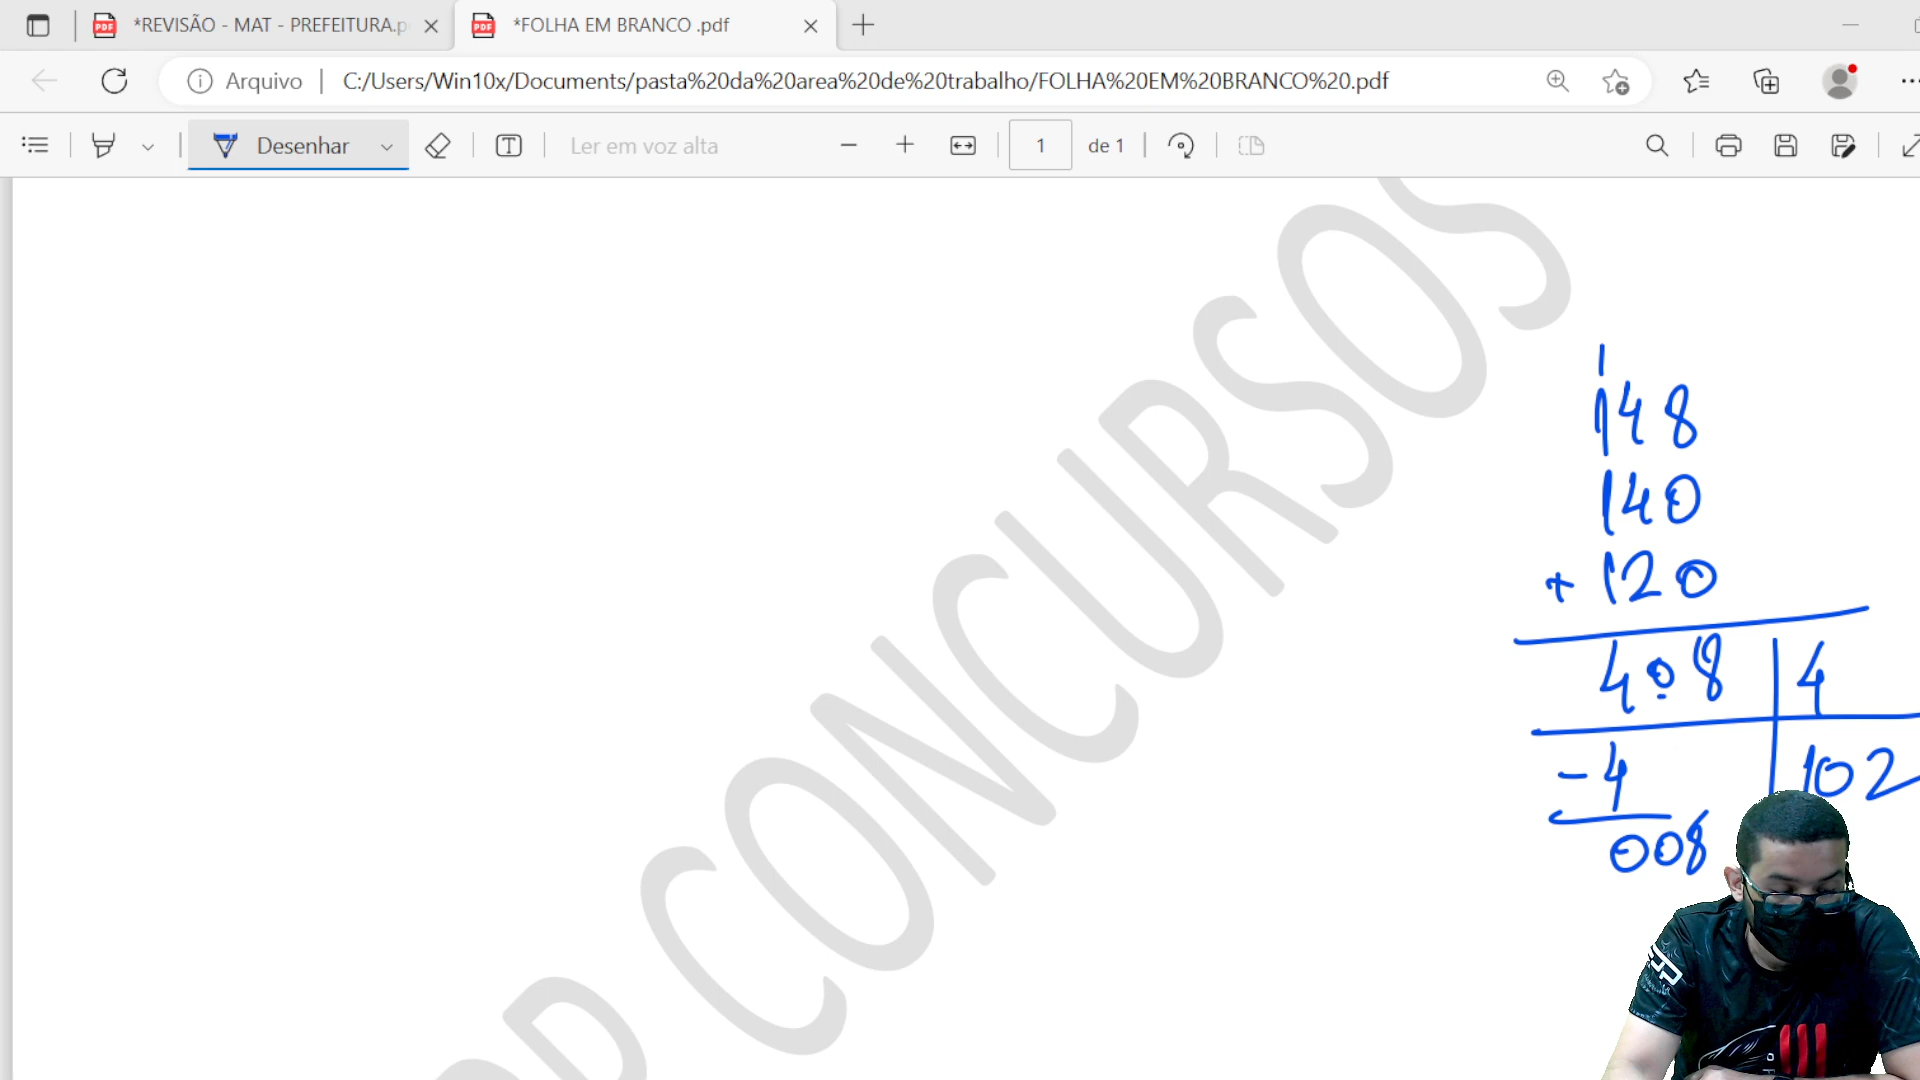 *REVISÃO - MAT - PREFEITURA.p
*FOLHA EM BRANCO .pdf
Arquivo
C:/Users/Win10x/Documents/pasta%20da%20area%20de%20trabalho/FOLHA%20EM%20BRANCO%20.pdf
Desenhar
Ler em voz alta
1
de 1
CONCURSOS
1
148
140
+ 120
408 4
- 4 102
008